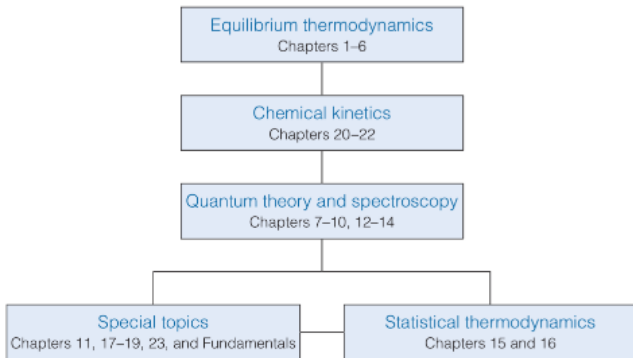 Equilibrium thermodynamics
Chapters 1–6
Chemical kinetics
Chapters 20–22
Quantum theory and spectroscopy
Chapters 7–10, 12–14
Special topics
Chapters 11, 17–19, 23, and Fundamentals
Statistical thermodynamics
Chapters 15 and 16